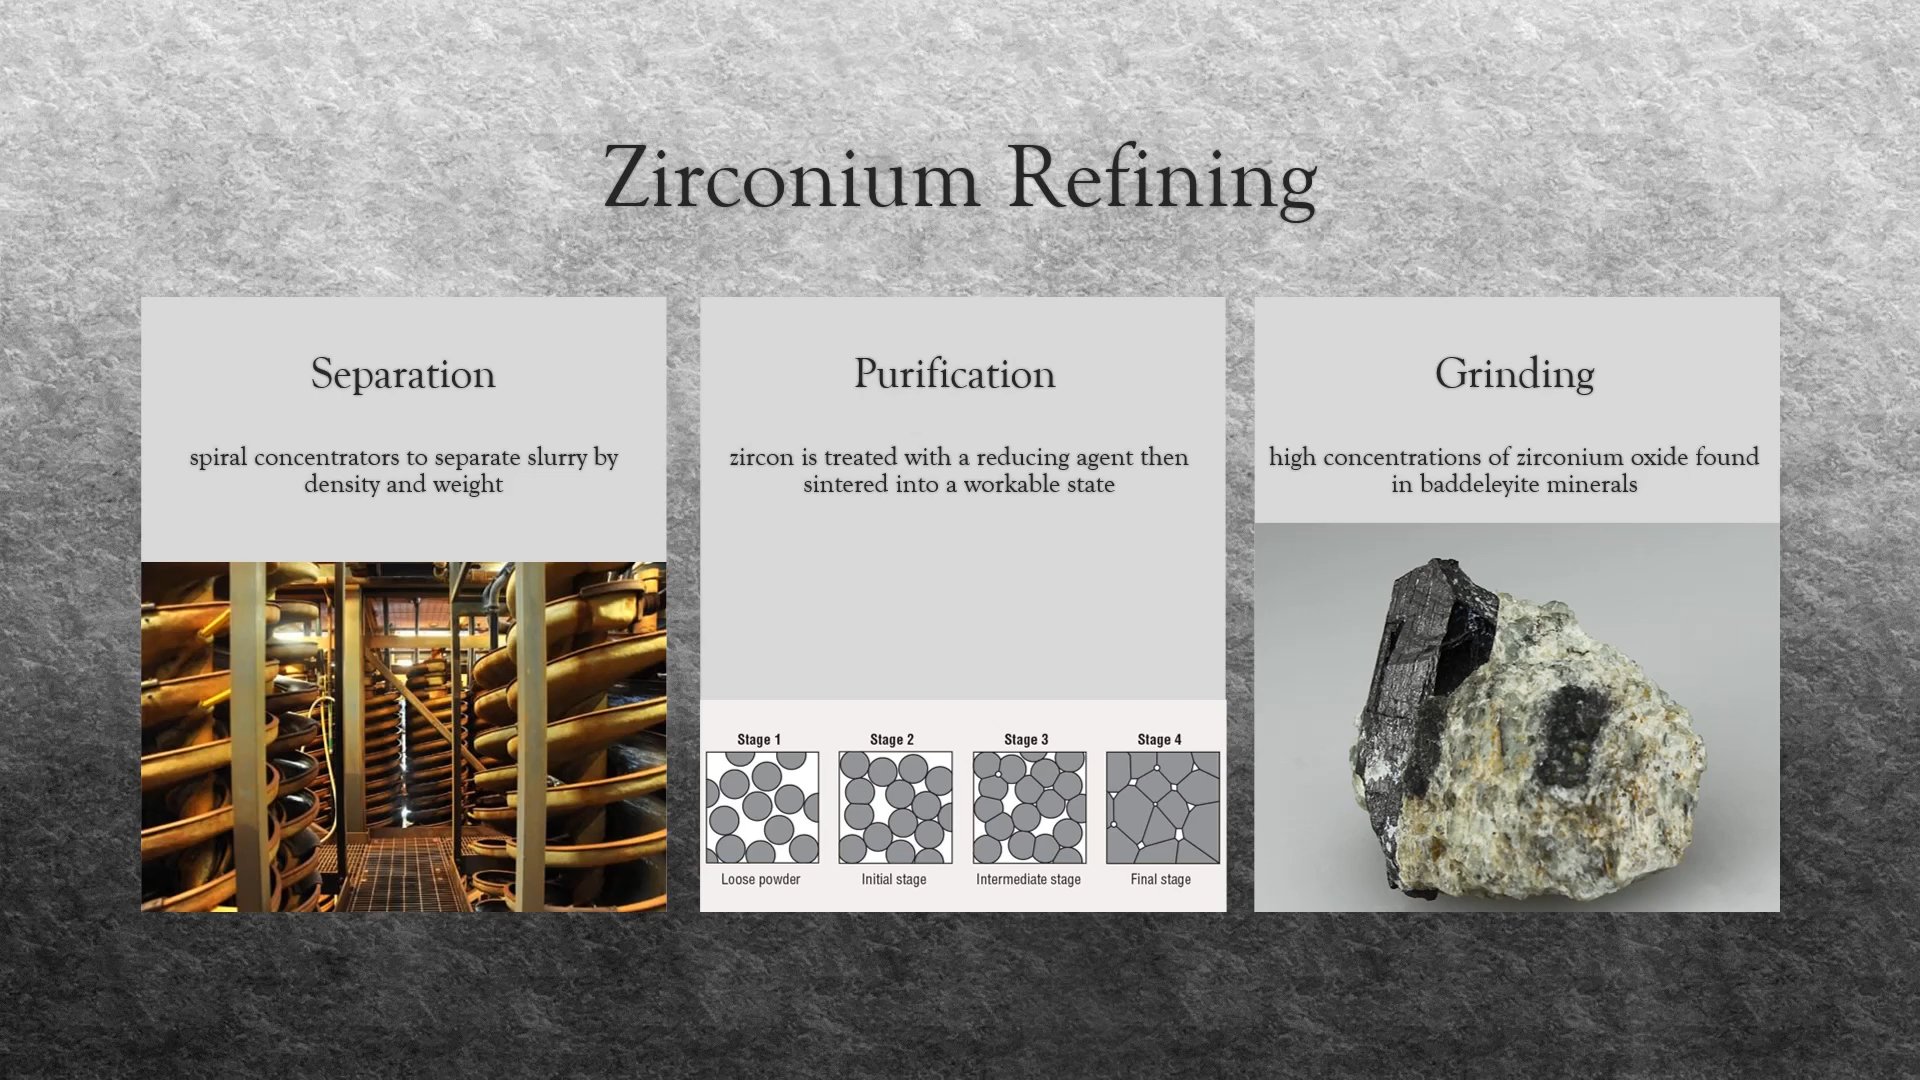 Zirconium Refining
Separation
spiral concentrators to separate slurry by
density and weight
Purification
zircon is treated with a reducing agent then
sintered into a workable state
Stage 1
Stage 2
Stage 3
Stage 4
Loose powder
Initial stage
Intermediate stage
Final stage
Grinding
high concentrations of zirconium oxide found
in baddeleyite minerals